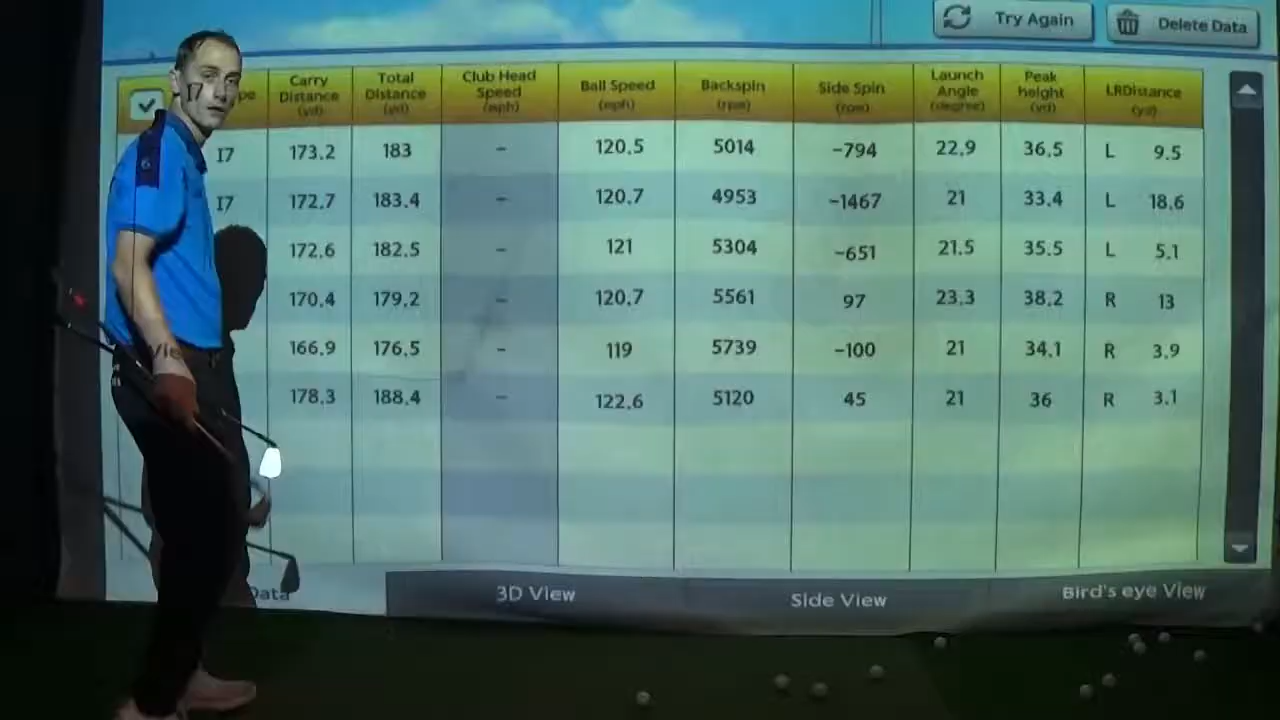 Try Again Delete Data
I7 pe Carry Distance (yd) Total Distance (yd) Club Head Speed (mph) Ball Speed (mph) Backspin (rpm) Side Spin (rpm) Launch Angle (degree) Peak height (yd) LRDistance (yd)
I7 173.2 183 - 120.5 5014 -794 22.9 36.5 L 9.5
I7 172.7 183.4 - 120.7 4953 -1467 21 33.4 L 18.6
172.6 182.5 - 121 5304 -651 21.5 35.5 L 5.1
170.4 179.2 - 120.7 5561 97 23.3 38.2 R 13
Vie 166.9 176.5 - 119 5739 -100 21 34.1 R 3.9
178.3 188.4 - 122.6 5120 45 21 36 R 3.1
Data 3D View Side View Bird's eye View